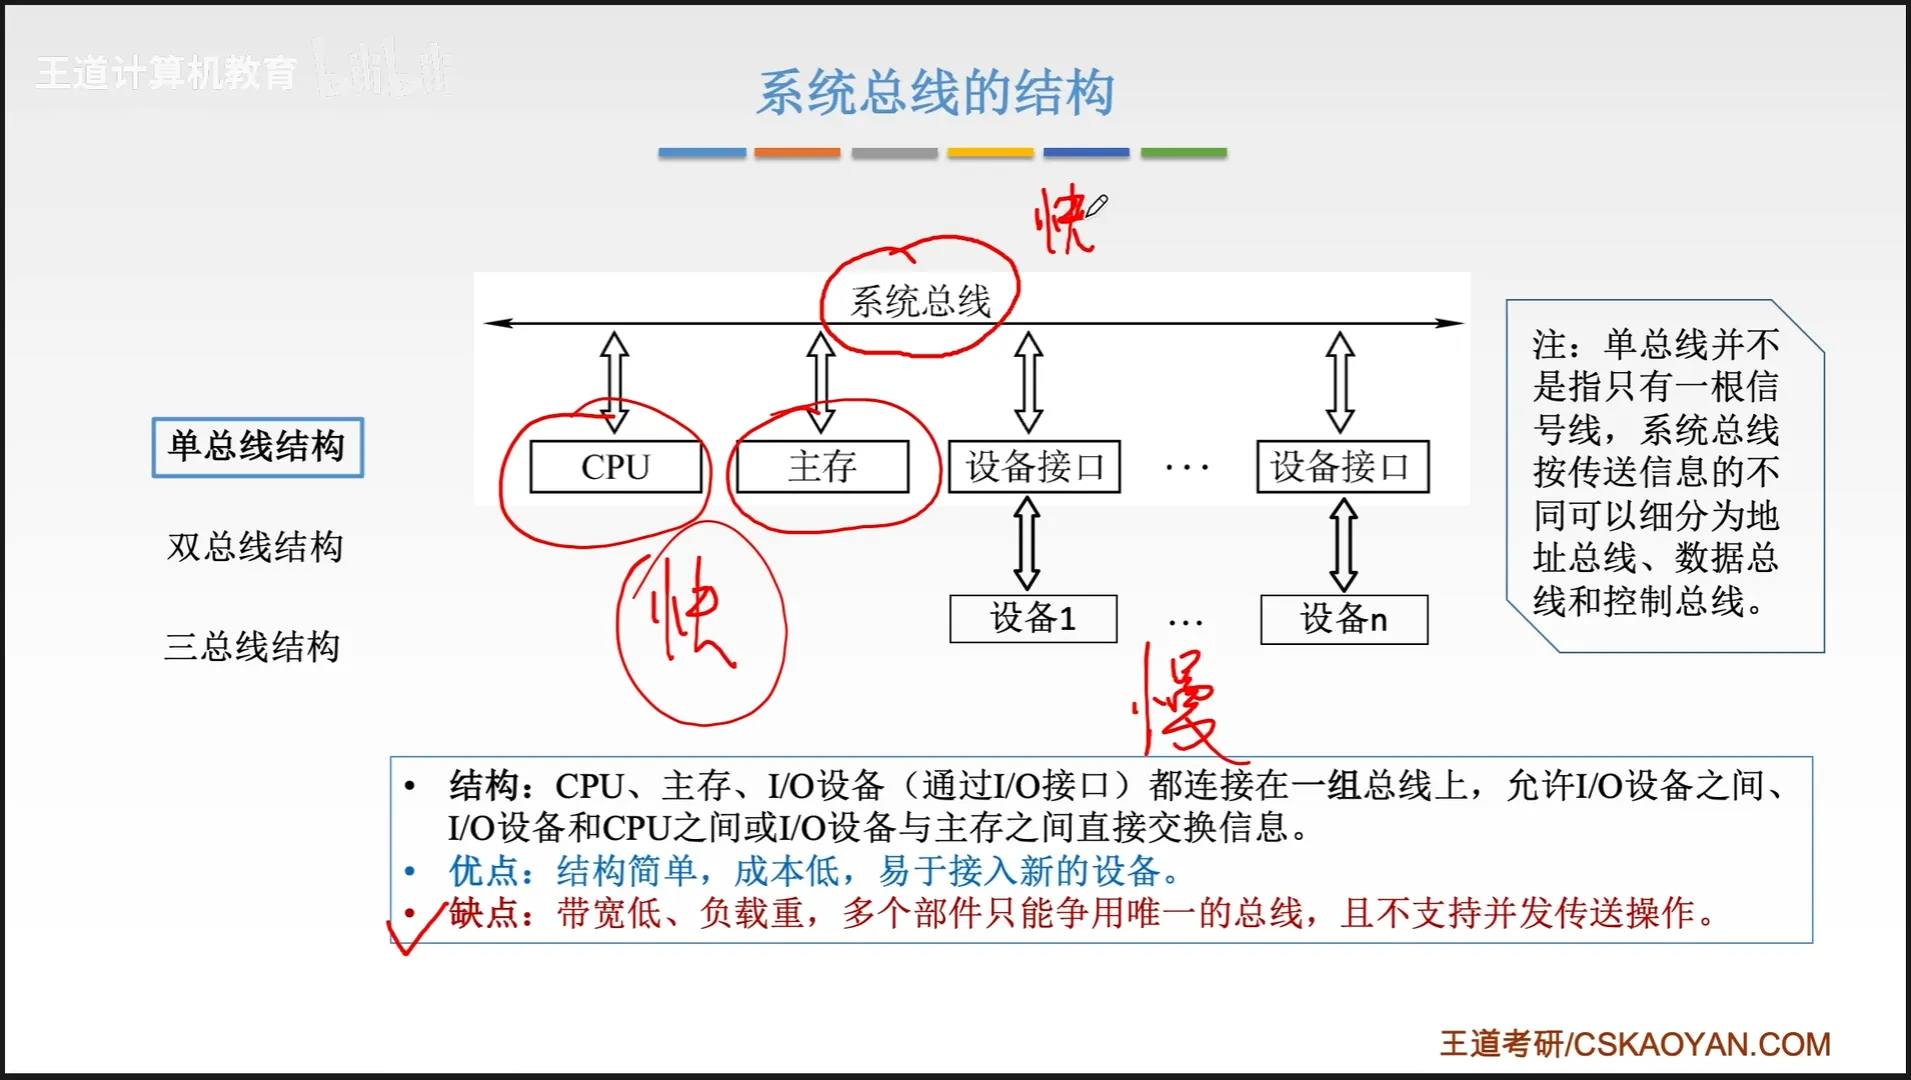 王道计算机教育 bilibili
系统总线的结构
快
系统总线
CPU
主存
设备接口
···
设备接口
单总线结构
双总线结构
三总线结构
快
设备1
...
设备n
慢
注：单总线并不
是指只有一根信
号线，系统总线
按传送信息的不
同可以细分为地
址总线、数据总
线和控制总线。
• 结构：CPU、主存、I/O设备（通过I/O接口）都连接在一组总线上，允许I/O设备之间、
I/O设备和CPU之间或I/O设备与主存之间直接交换信息。
• 优点：结构简单，成本低，易于接入新的设备。
• 缺点：带宽低、负载重，多个部件只能争用唯一的总线，且不支持并发传送操作。
王道考研/CSKAOYAN.COM